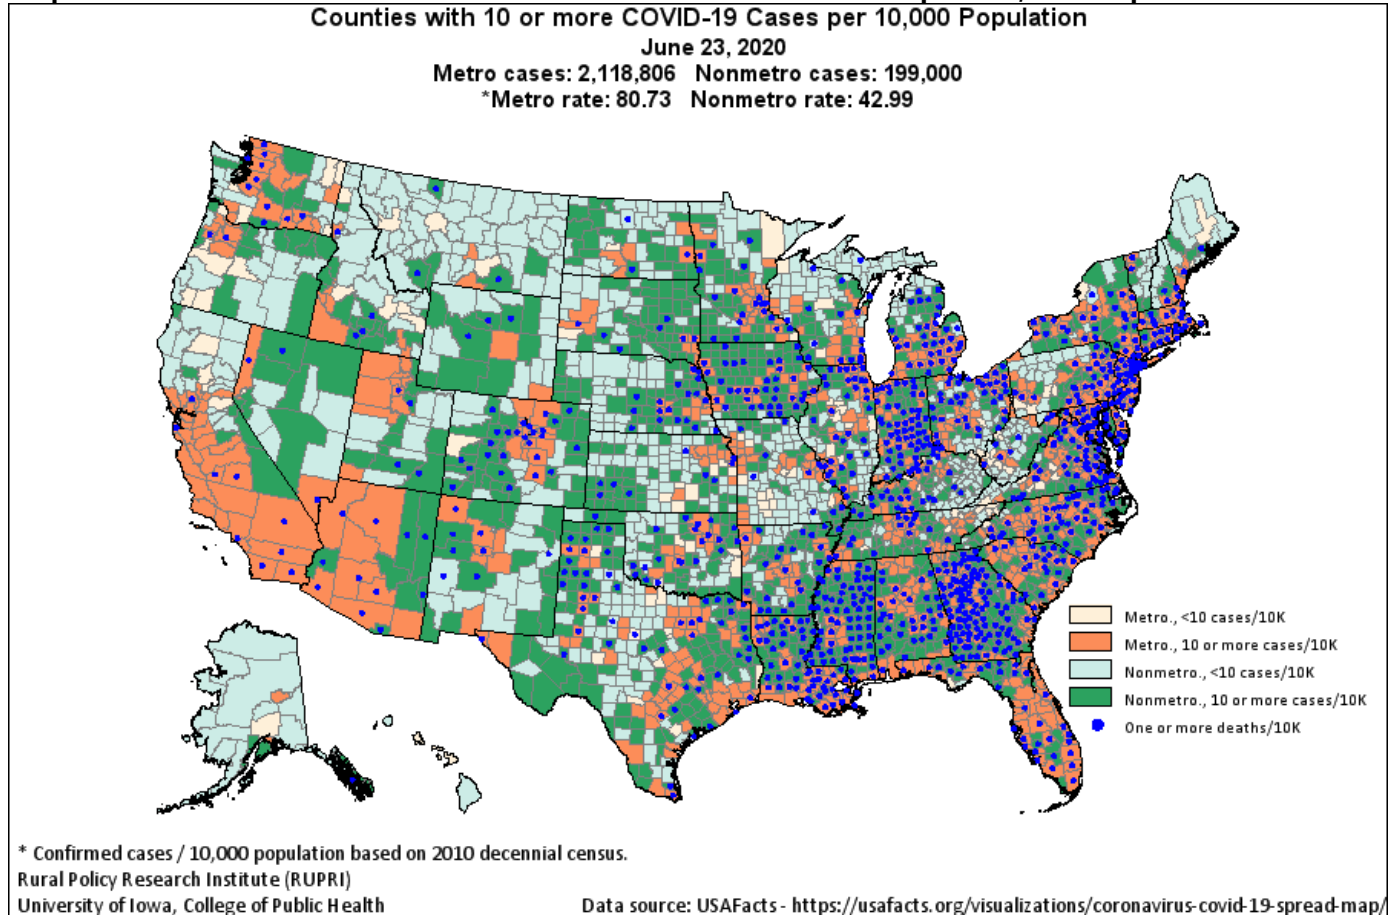 Counties with 10 or more COVID-19 Cases per 10,000 Population
June 23, 2020
Metro cases: 2,118,806 Nonmetro cases: 199,000
*Metro rate: 80.73 Nonmetro rate: 42.99
Metro., <10 cases/10K
Metro., 10 or more cases/10K
Nonmetro., <10 cases/10K
Nonmetro., 10 or more cases/10K
One or more deaths/10K
* Confirmed cases / 10,000 population based on 2010 decennial census.
Rural Policy Research Institute (RUPRI)
University of Iowa, College of Public Health
Data source: USAFacts - https://usafacts.org/visualizations/coronavirus-covid-19-spread-map/